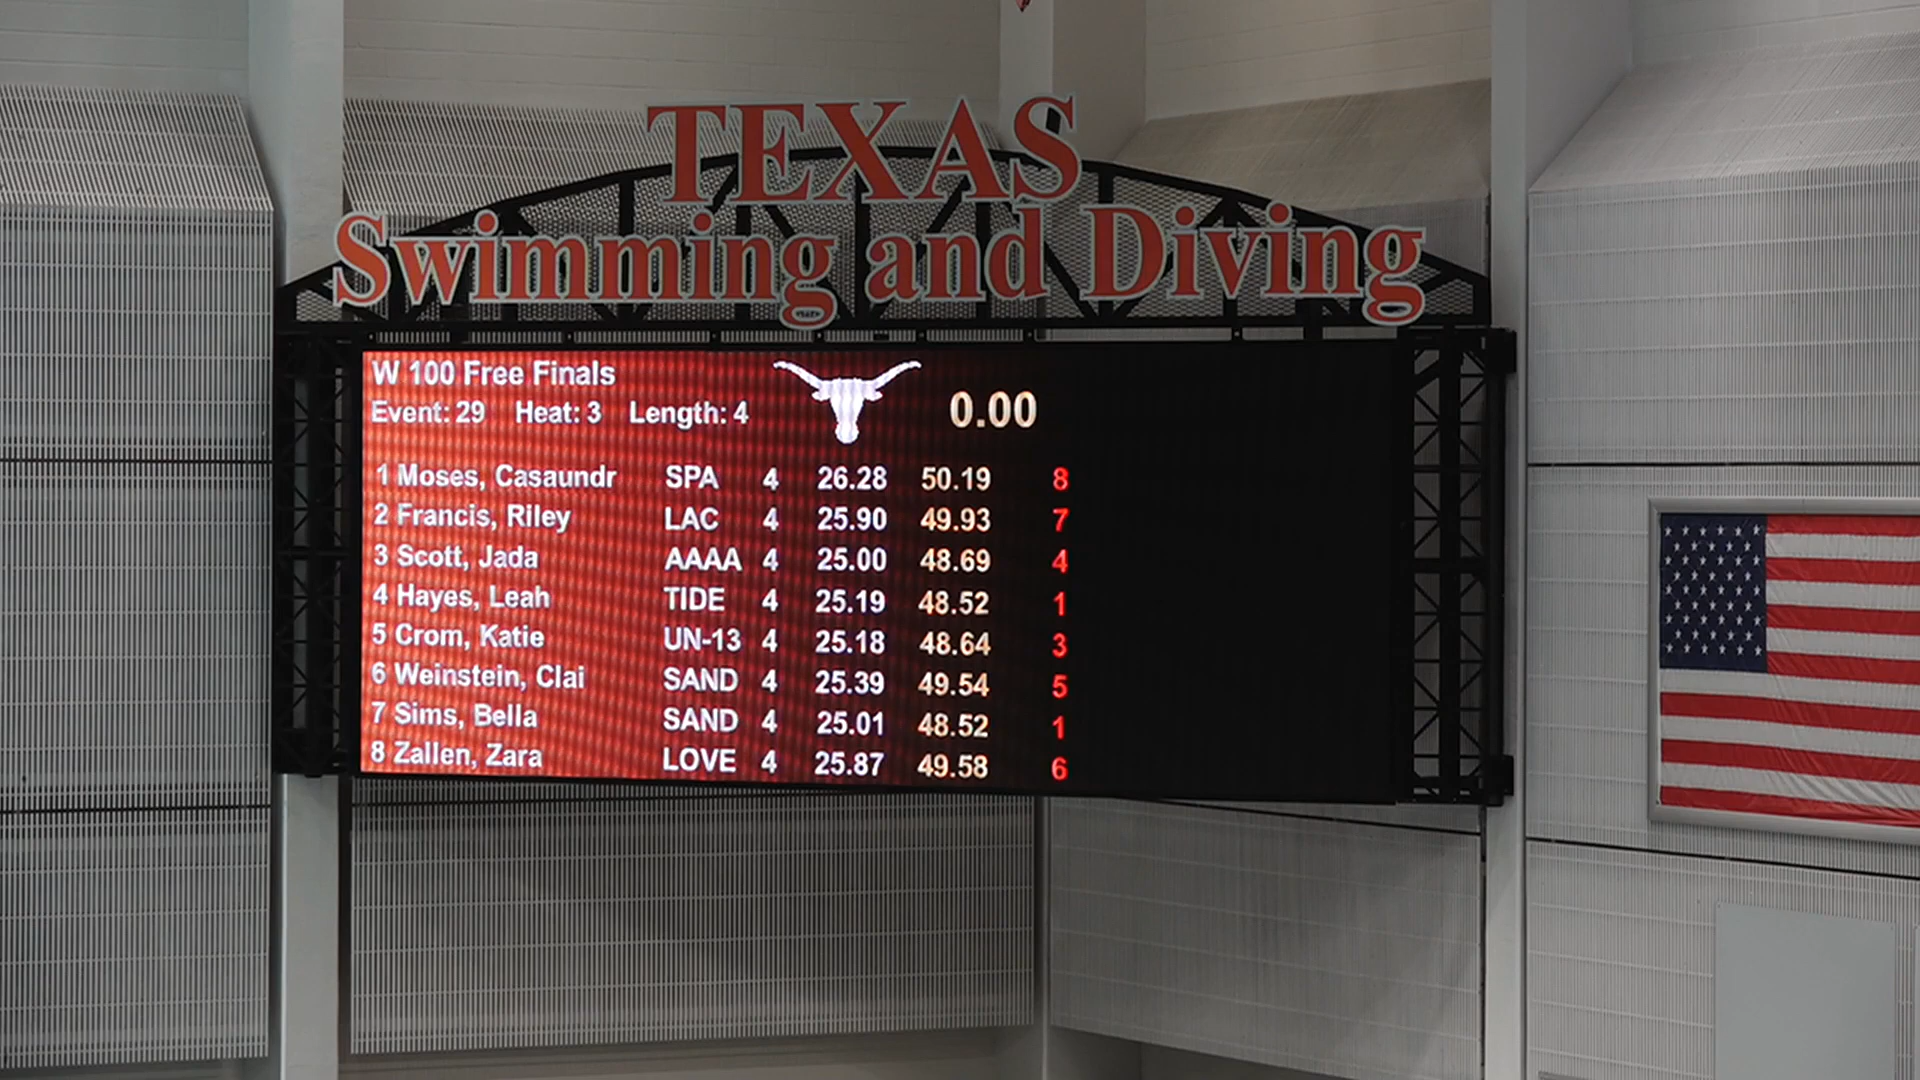 TEXAS
Swimming and Diving
W 100 Free Finals
Event: 29 Heat: 3 Length: 4 0.00
1 Moses, Casaundr SPA 4 26.28 50.19 8
2 Francis, Riley LAC 4 25.90 49.93 7
3 Scott, Jada AAAA 4 25.00 48.69 4
4 Hayes, Leah TIDE 4 25.19 48.52 1
5 Crom, Katie UN-13 4 25.18 48.64 3
6 Weinstein, Clai SAND 4 25.39 49.54 5
7 Sims, Bella SAND 4 25.01 48.52 1
8 Zallen, Zara LOVE 4 25.87 49.58 6